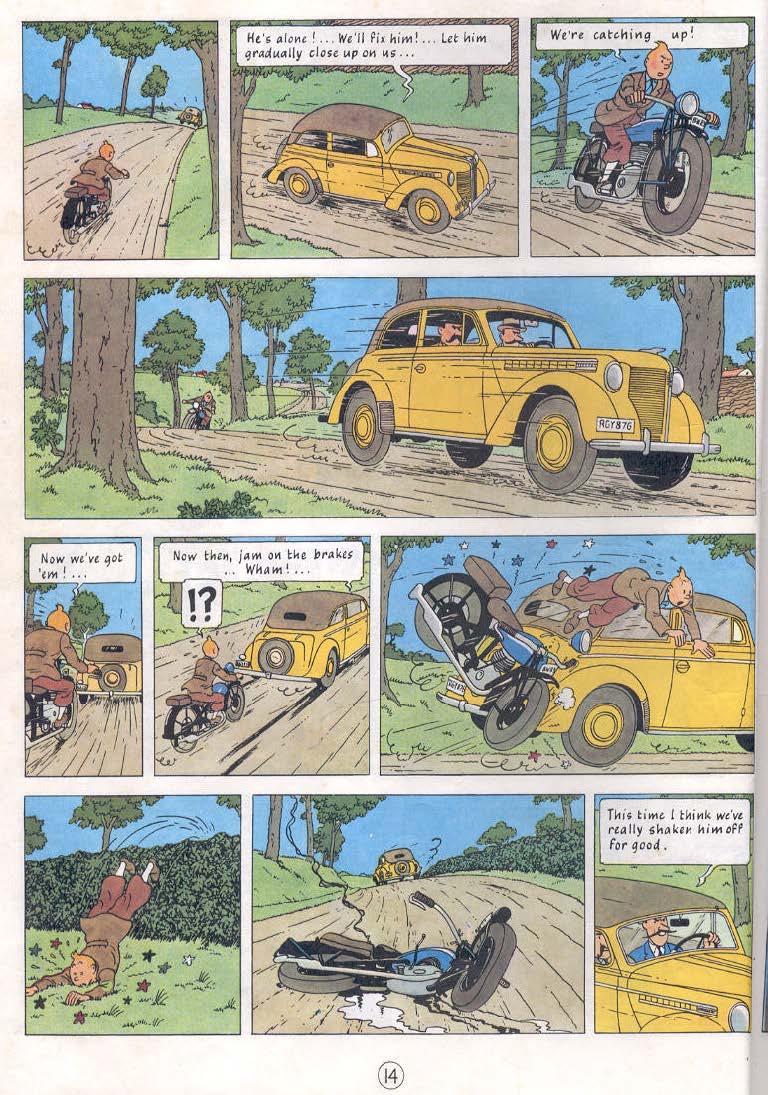 He's alone!... We'll fix him!... Let him
gradually close up on us...
We're catching up!
RGY876
Now we've got
'em!...
Now then, jam on the brakes
... Wham!...
!?
This time I think we've
really shaken him off
for good.
14